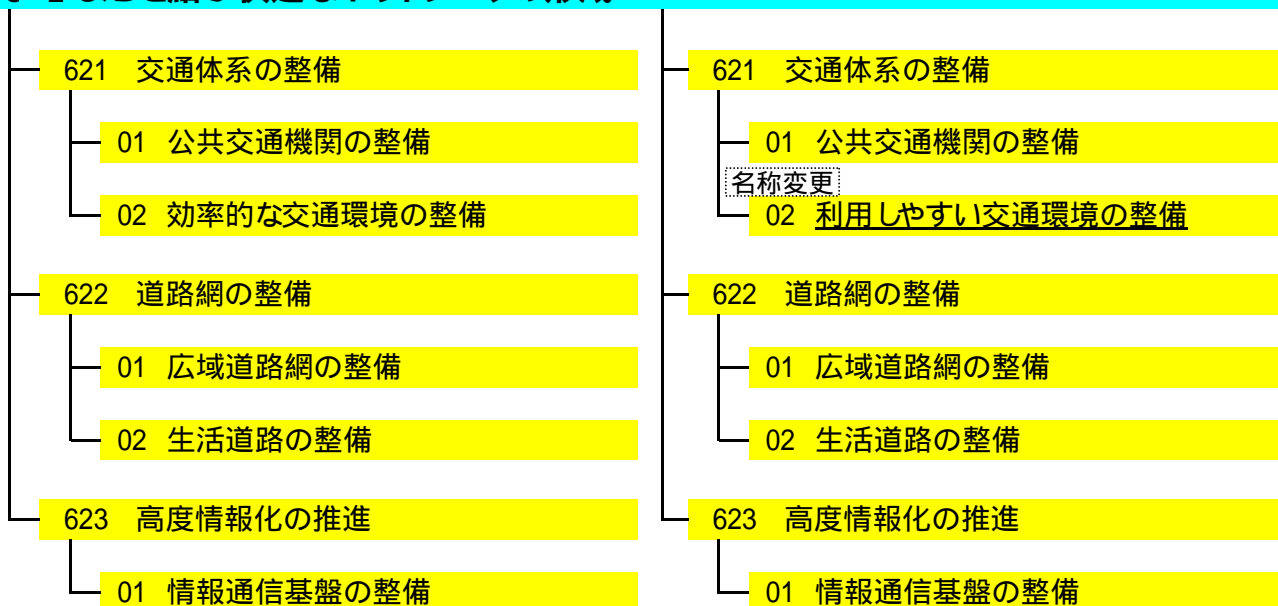 621 交通体系の整備
01 公共交通機関の整備
02 効率的な交通環境の整備
622 道路網の整備
01 広域道路網の整備
02 生活道路の整備
623 高度情報化の推進
01 情報通信基盤の整備
621 交通体系の整備
01 公共交通機関の整備
名称変更
02 利用しやすい交通環境の整備
622 道路網の整備
01 広域道路網の整備
02 生活道路の整備
623 高度情報化の推進
01 情報通信基盤の整備